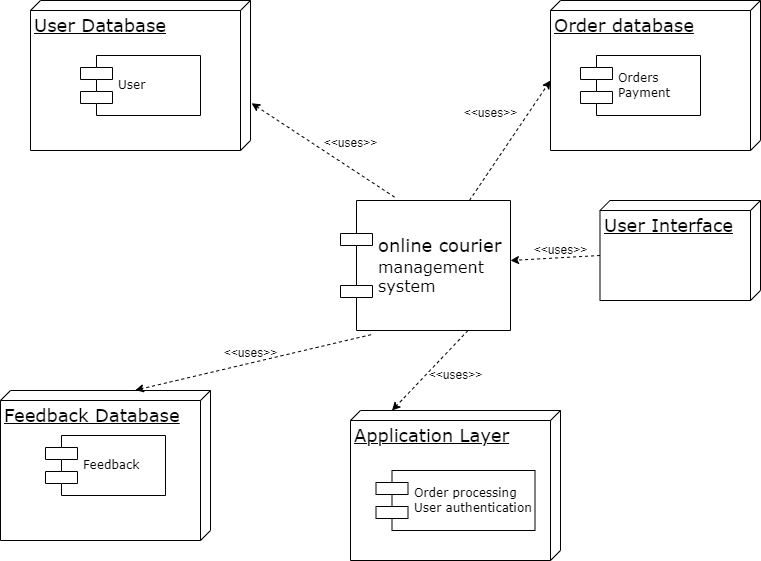 User Database
User
<<uses>>
Order database
Orders
Payment
<<uses>>
online courier
management
system
<<uses>>
User Interface
<<uses>>
Feedback Database
Feedback
<<uses>>
Application Layer
Order processing
User authentication